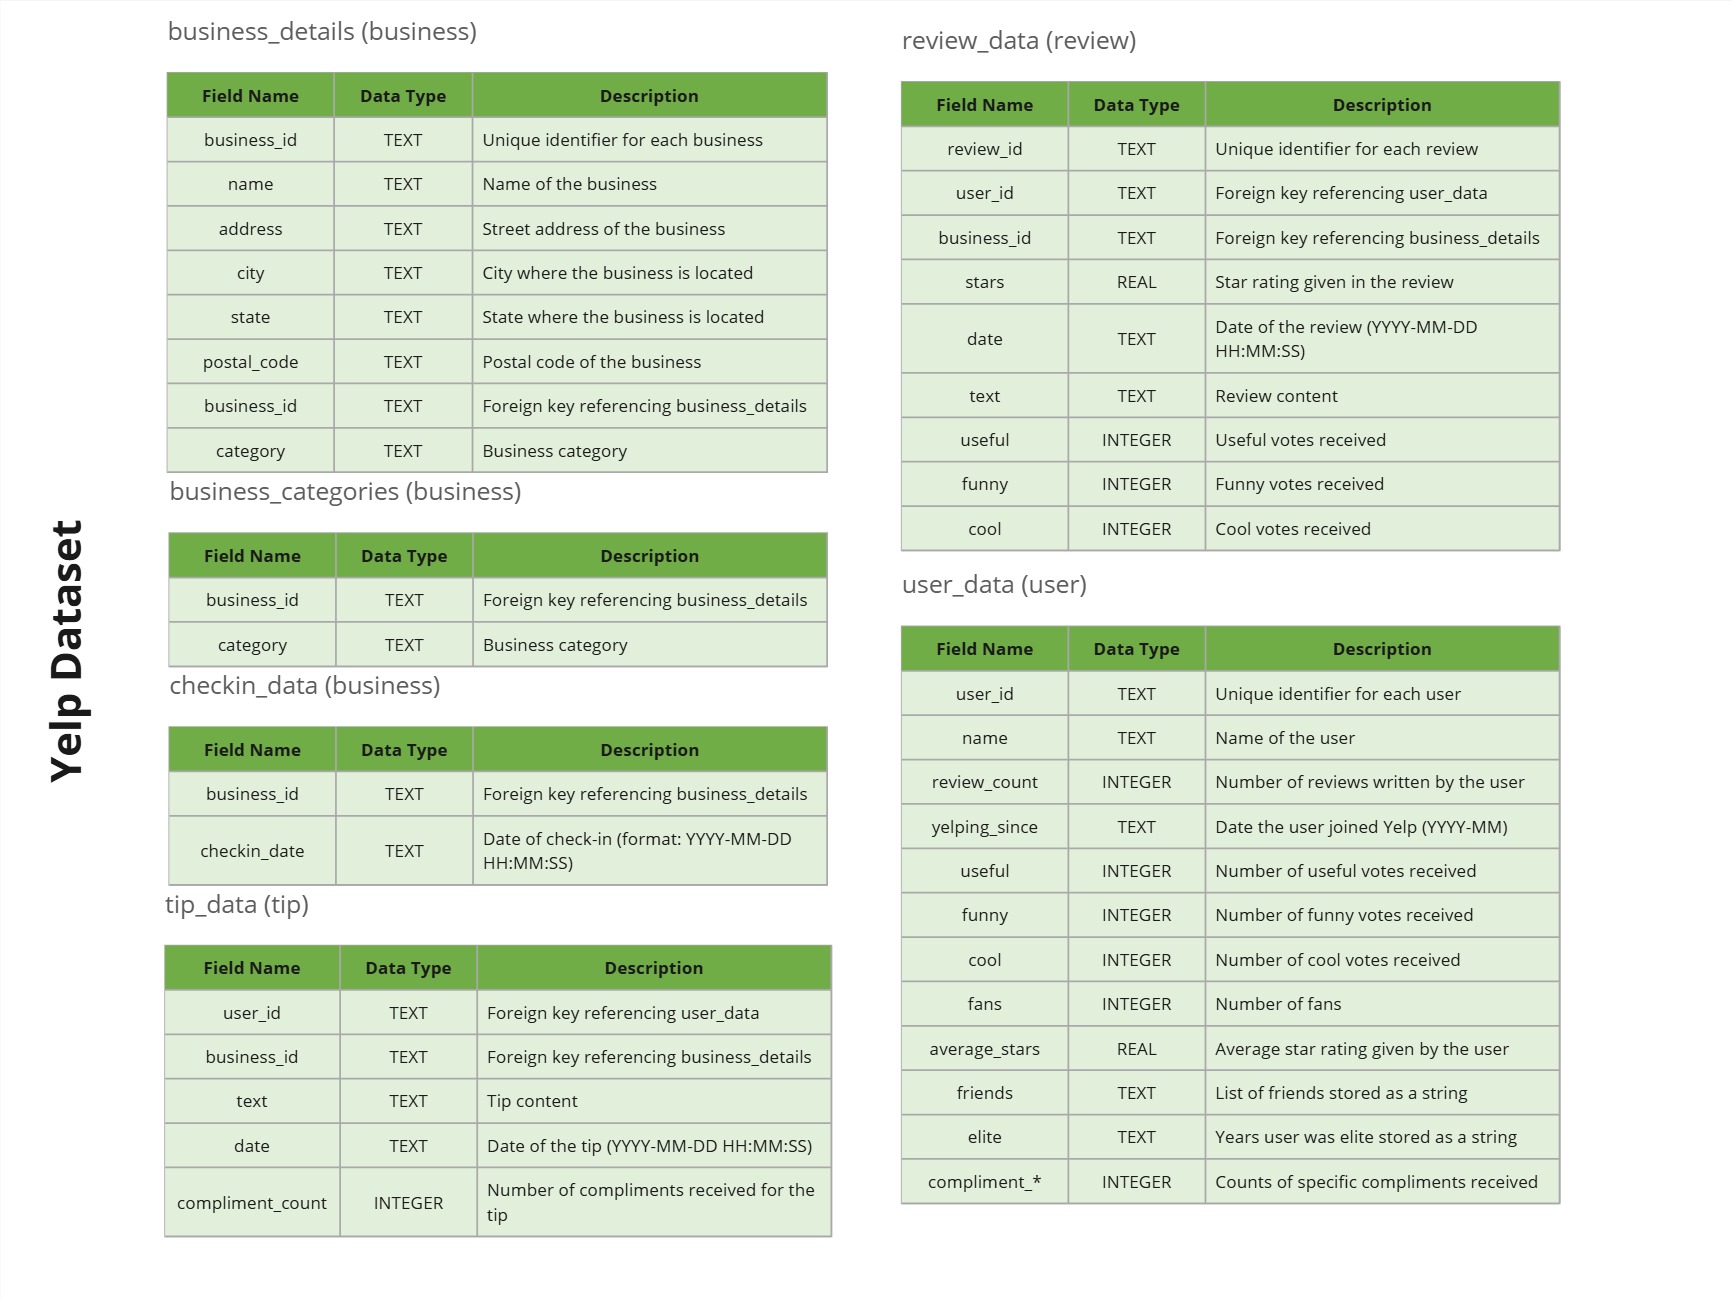 Yelp Dataset
business_details (business)
Field Name Data Type Description
business_id TEXT Unique identifier for each business
name TEXT Name of the business
address TEXT Street address of the business
city TEXT City where the business is located
state TEXT State where the business is located
postal_code TEXT Postal code of the business
business_id TEXT Foreign key referencing business_details
category TEXT Business category
business_categories (business)
Field Name Data Type Description
business_id TEXT Foreign key referencing business_details
category TEXT Business category
checkin_data (business)
Field Name Data Type Description
business_id TEXT Foreign key referencing business_details
checkin_date TEXT Date of check-in (format: YYYY-MM-DD
HH:MM:SS)
tip_data (tip)
Field Name Data Type Description
user_id TEXT Foreign key referencing user_data
business_id TEXT Foreign key referencing business_details
text TEXT Tip content
date TEXT Date of the tip (YYYY-MM-DD HH:MM:SS)
compliment_count INTEGER Number of compliments received for the
tip
review_data (review)
Field Name Data Type Description
review_id TEXT Unique identifier for each review
user_id TEXT Foreign key referencing user_data
business_id TEXT Foreign key referencing business_details
stars REAL Star rating given in the review
date TEXT Date of the review (YYYY-MM-DD
HH:MM:SS)
text TEXT Review content
useful INTEGER Useful votes received
funny INTEGER Funny votes received
cool INTEGER Cool votes received
user_data (user)
Field Name Data Type Description
user_id TEXT Unique identifier for each user
name TEXT Name of the user
review_count INTEGER Number of reviews written by the user
yelping_since TEXT Date the user joined Yelp (YYYY-MM)
useful INTEGER Number of useful votes received
funny INTEGER Number of funny votes received
cool INTEGER Number of cool votes received
fans INTEGER Number of fans
average_stars REAL Average star rating given by the user
friends TEXT List of friends stored as a string
elite TEXT Years user was elite stored as a string
compliment_* INTEGER Counts of specific compliments received